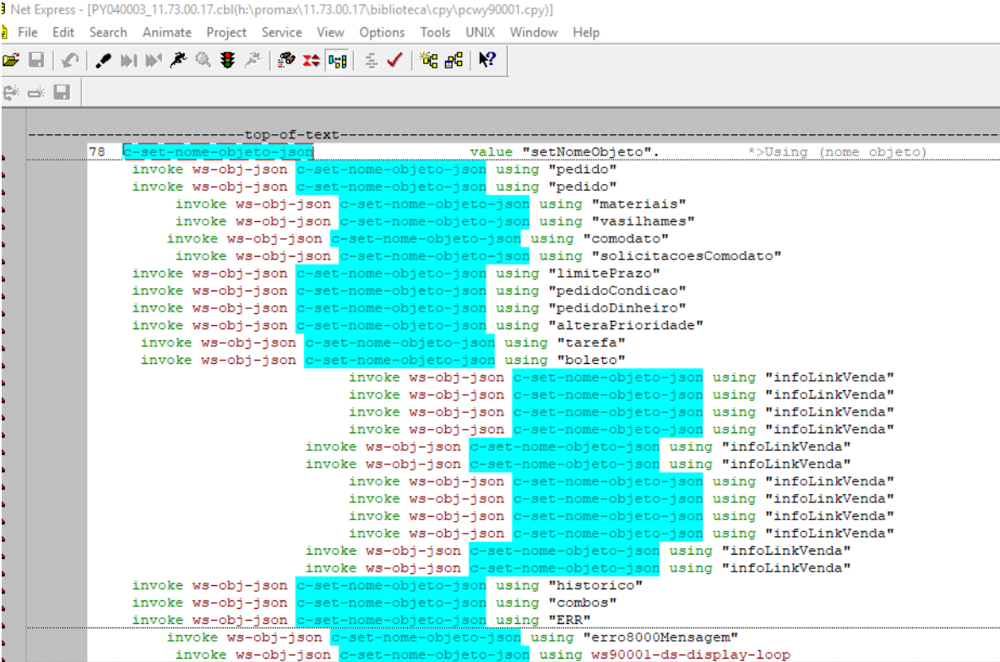 Net Express - [PY040003_11.73.00.17.cbl(h:\promax\11.73.00.17\biblioteca\cpy\pcwy90001.cpy)]
File Edit Search Animate Project Service View Options Tools UNIX Window Help
-------------------------top-of-text-------------------------
78 c-set-nome-objeto-json value "setNomeObjeto". *>Using (nome objeto)
invoke ws-obj-json c-set-nome-objeto-json using "pedido"
invoke ws-obj-json c-set-nome-objeto-json using "pedido"
invoke ws-obj-json c-set-nome-objeto-json using "materiais"
invoke ws-obj-json c-set-nome-objeto-json using "vasilhames"
invoke ws-obj-json c-set-nome-objeto-json using "comodato"
invoke ws-obj-json c-set-nome-objeto-json using "solicitacoesComodato"
invoke ws-obj-json c-set-nome-objeto-json using "limitePrazo"
invoke ws-obj-json c-set-nome-objeto-json using "pedidoCondicao"
invoke ws-obj-json c-set-nome-objeto-json using "pedidoDinheiro"
invoke ws-obj-json c-set-nome-objeto-json using "alteraPrioridade"
invoke ws-obj-json c-set-nome-objeto-json using "tarefa"
invoke ws-obj-json c-set-nome-objeto-json using "boleto"
invoke ws-obj-json c-set-nome-objeto-json using "infoLinkVenda"
invoke ws-obj-json c-set-nome-objeto-json using "infoLinkVenda"
invoke ws-obj-json c-set-nome-objeto-json using "infoLinkVenda"
invoke ws-obj-json c-set-nome-objeto-json using "infoLinkVenda"
invoke ws-obj-json c-set-nome-objeto-json using "infoLinkVenda"
invoke ws-obj-json c-set-nome-objeto-json using "infoLinkVenda"
invoke ws-obj-json c-set-nome-objeto-json using "infoLinkVenda"
invoke ws-obj-json c-set-nome-objeto-json using "infoLinkVenda"
invoke ws-obj-json c-set-nome-objeto-json using "infoLinkVenda"
invoke ws-obj-json c-set-nome-objeto-json using "infoLinkVenda"
invoke ws-obj-json c-set-nome-objeto-json using "infoLinkVenda"
invoke ws-obj-json c-set-nome-objeto-json using "infoLinkVenda"
invoke ws-obj-json c-set-nome-objeto-json using "historico"
invoke ws-obj-json c-set-nome-objeto-json using "combos"
invoke ws-obj-json c-set-nome-objeto-json using "ERR"
invoke ws-obj-json c-set-nome-objeto-json using "erro8000Mensagem"
invoke ws-obj-json c-set-nome-objeto-json using ws90001-ds-display-loop